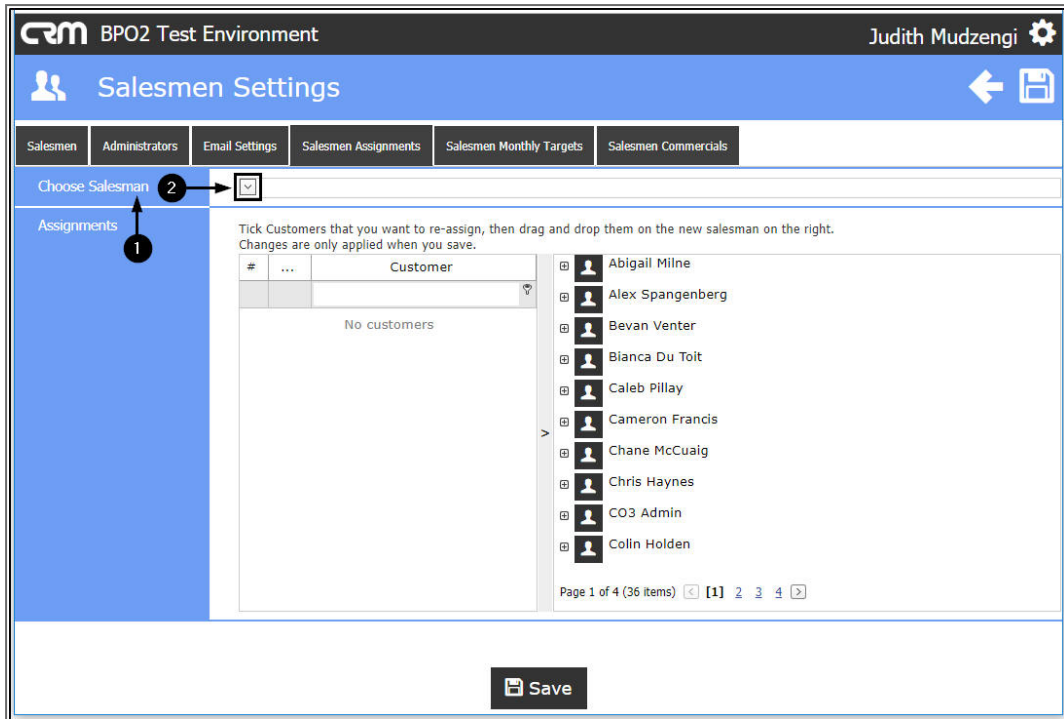 CRM BPO2 Test Environment Judith Mudzengi
Salesmen Settings
Salesmen Administrators Email Settings Salesmen Assignments Salesmen Monthly Targets Salesmen Commercials
Choose Salesman 2
Assignments
1
Tick Customers that you want to re-assign, then drag and drop them on the new salesman on the right.
Changes are only applied when you save.
# ... Customer
No customers
>
Abigail Milne
Alex Spangenberg
Bevan Venter
Bianca Du Toit
Caleb Pillay
Cameron Francis
Chane McCuaig
Chris Haynes
CO3 Admin
Colin Holden
Page 1 of 4 (36 items) < [1] 2 3 4 >
Save